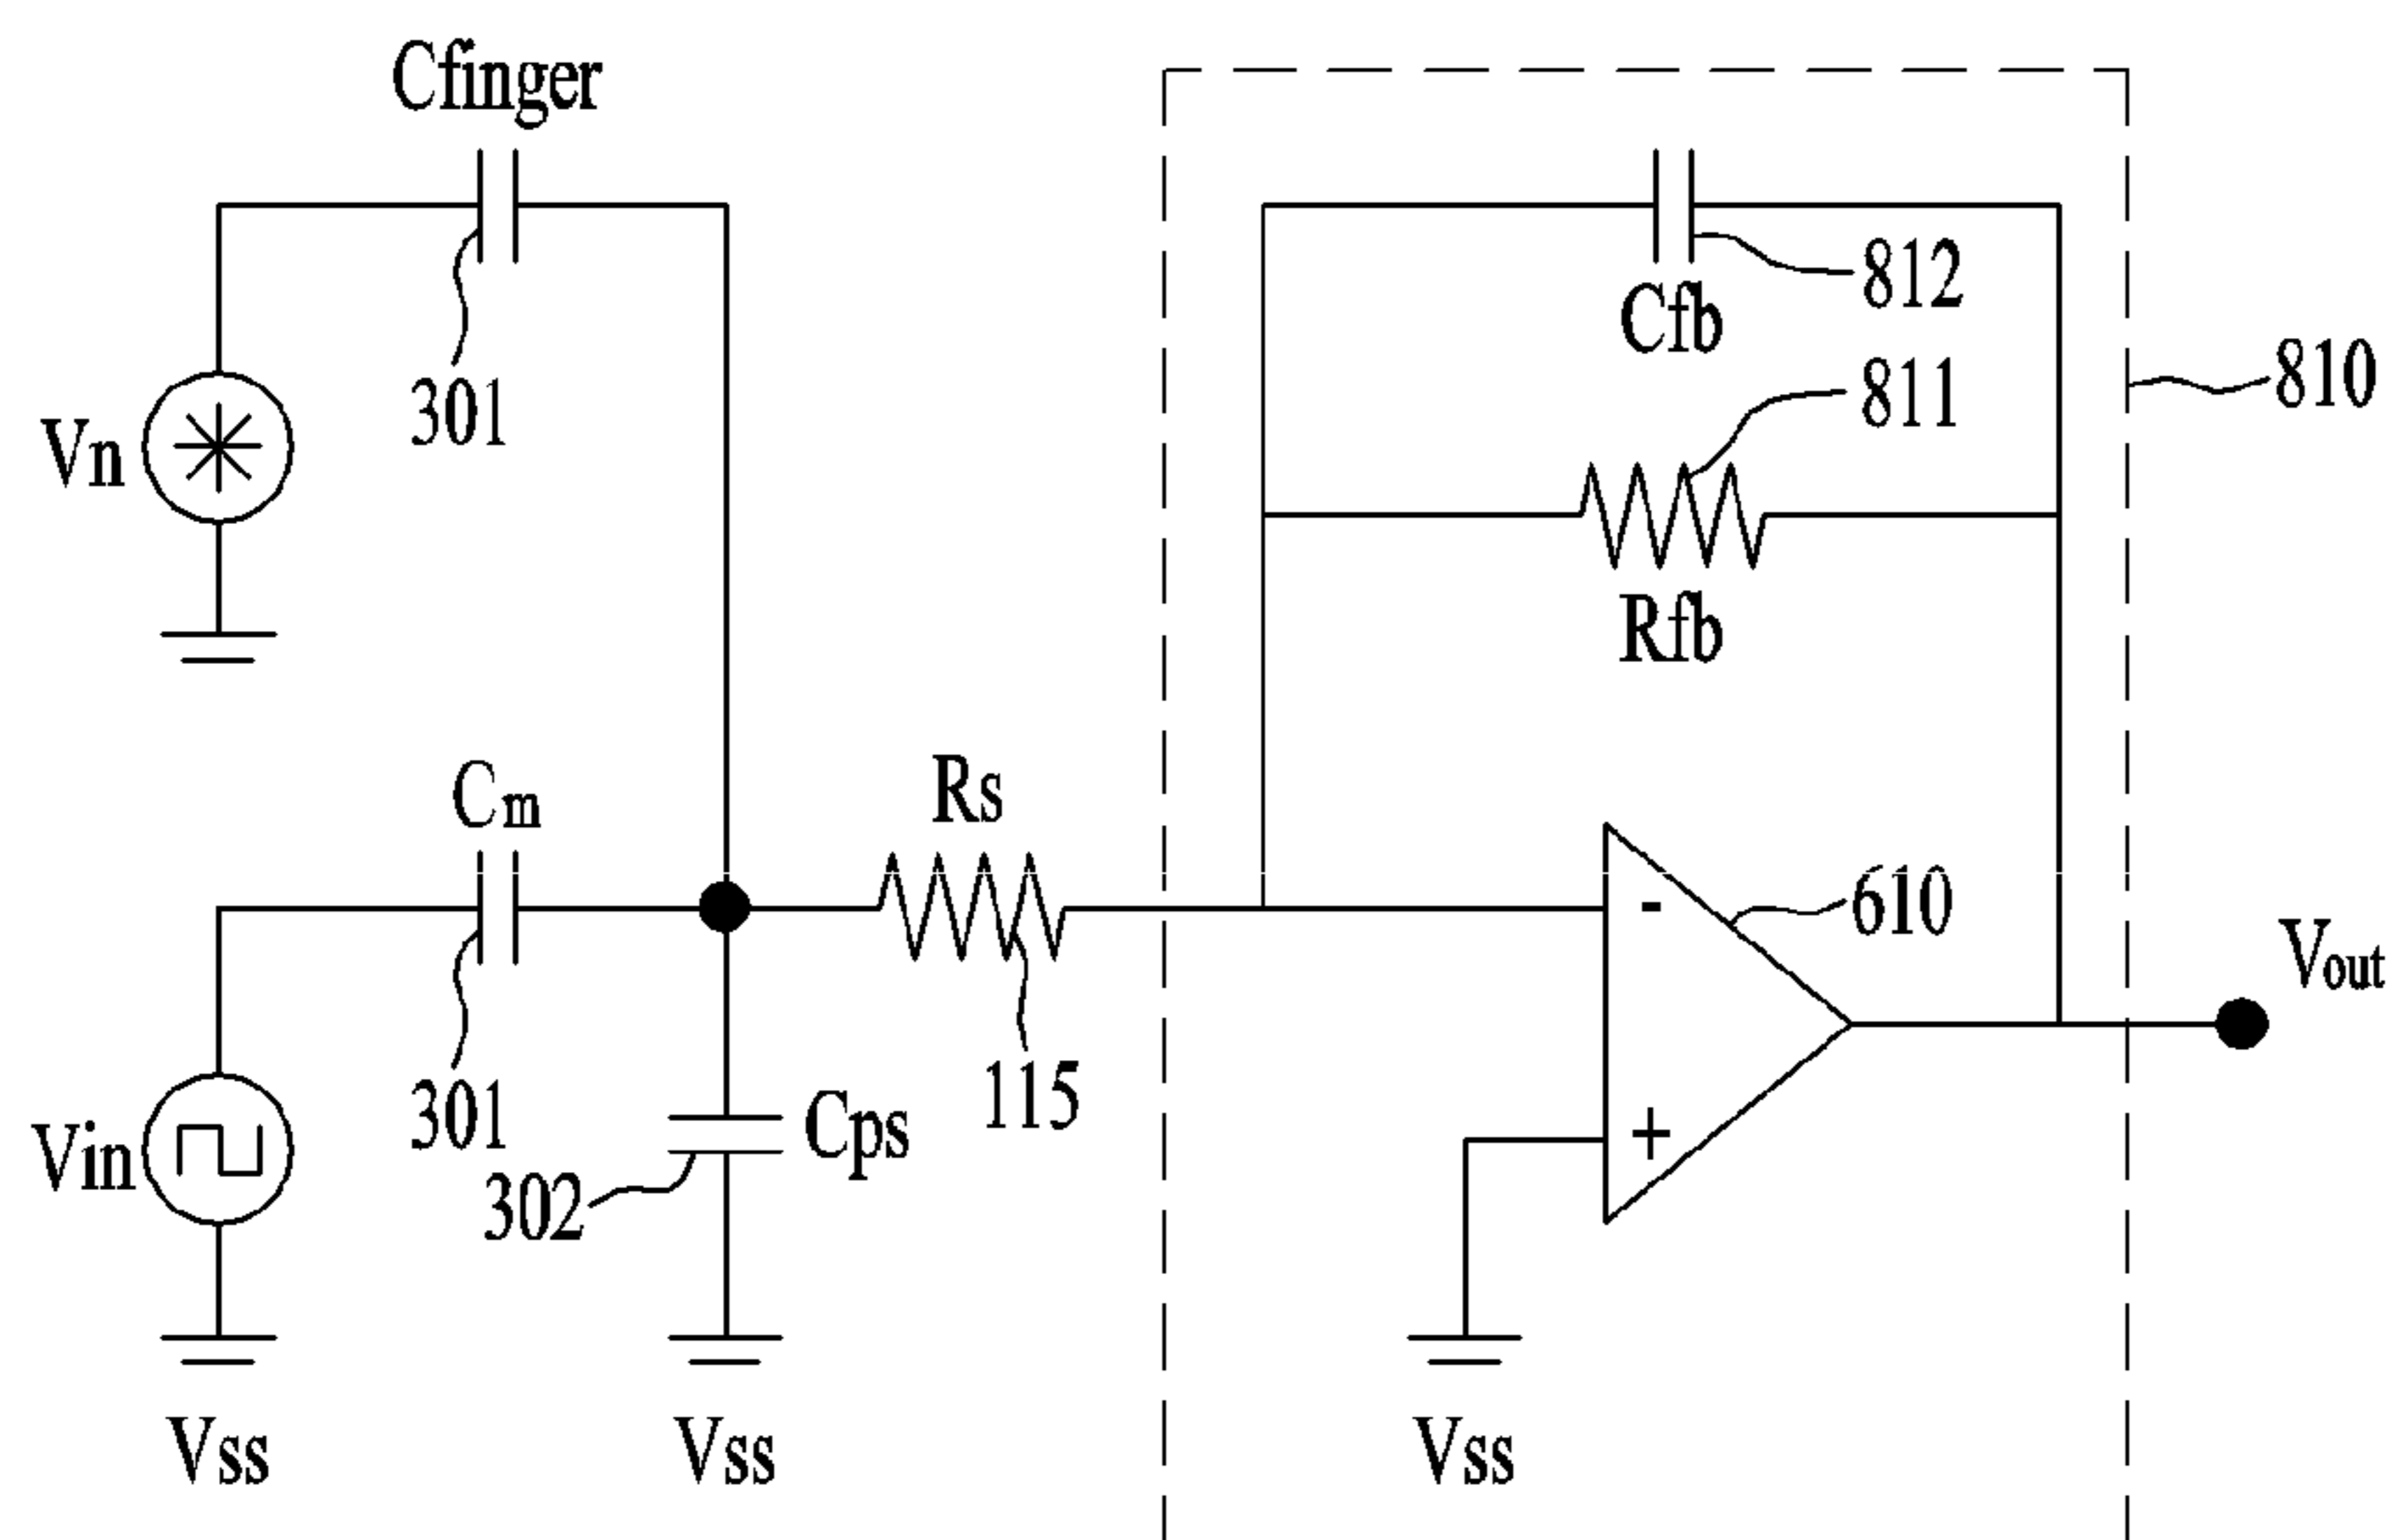 Cfinger
301
Vn
812
Cfb
811
810
Rfb
Cm
Rs
-
610
Vout
301
115
Vin
Cps
302
+
Vss
Vss
Vss